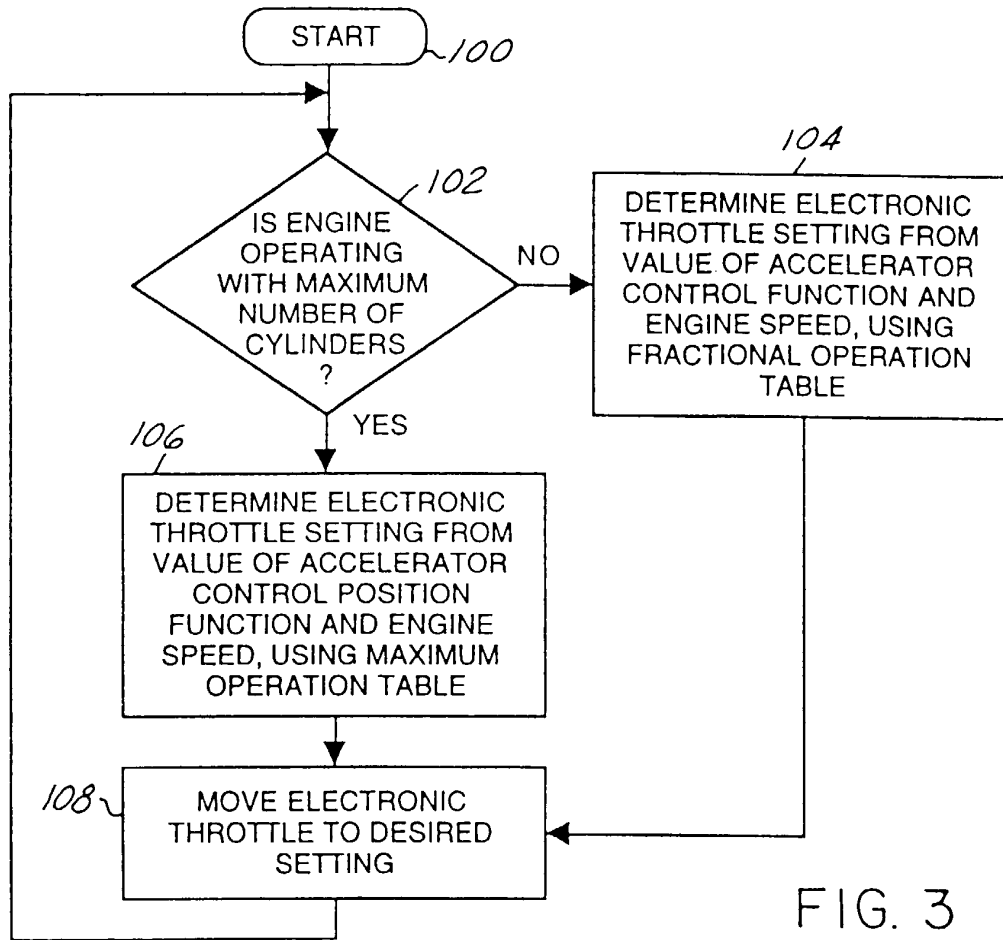 START
100
102
IS ENGINE
OPERATING
WITH MAXIMUM
NUMBER OF
CYLINDERS
?
NO
104
DETERMINE ELECTRONIC
THROTTLE SETTING FROM
VALUE OF ACCELERATOR
CONTROL FUNCTION AND
ENGINE SPEED, USING
FRACTIONAL OPERATION
TABLE
YES
106
DETERMINE ELECTRONIC
THROTTLE SETTING FROM
VALUE OF ACCELERATOR
CONTROL POSITION
FUNCTION AND ENGINE
SPEED, USING MAXIMUM
OPERATION TABLE
108
MOVE ELECTRONIC
THROTTLE TO DESIRED
SETTING
FIG. 3